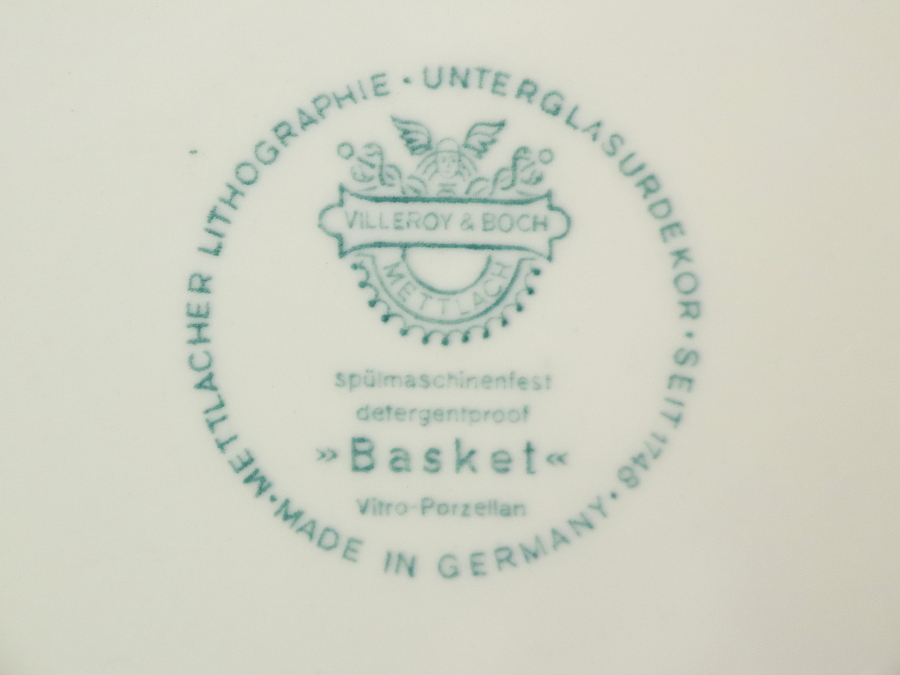 METTLACHER LITHOGRAPHIE · UNTERGLASURDEKOR · SEIT 1748 · MADE IN GERMANY ·
VILLEROY & BOCH
METTLACH
spülmaschinenfest
detergentproof
»Basket«
Vitro-Porzellan